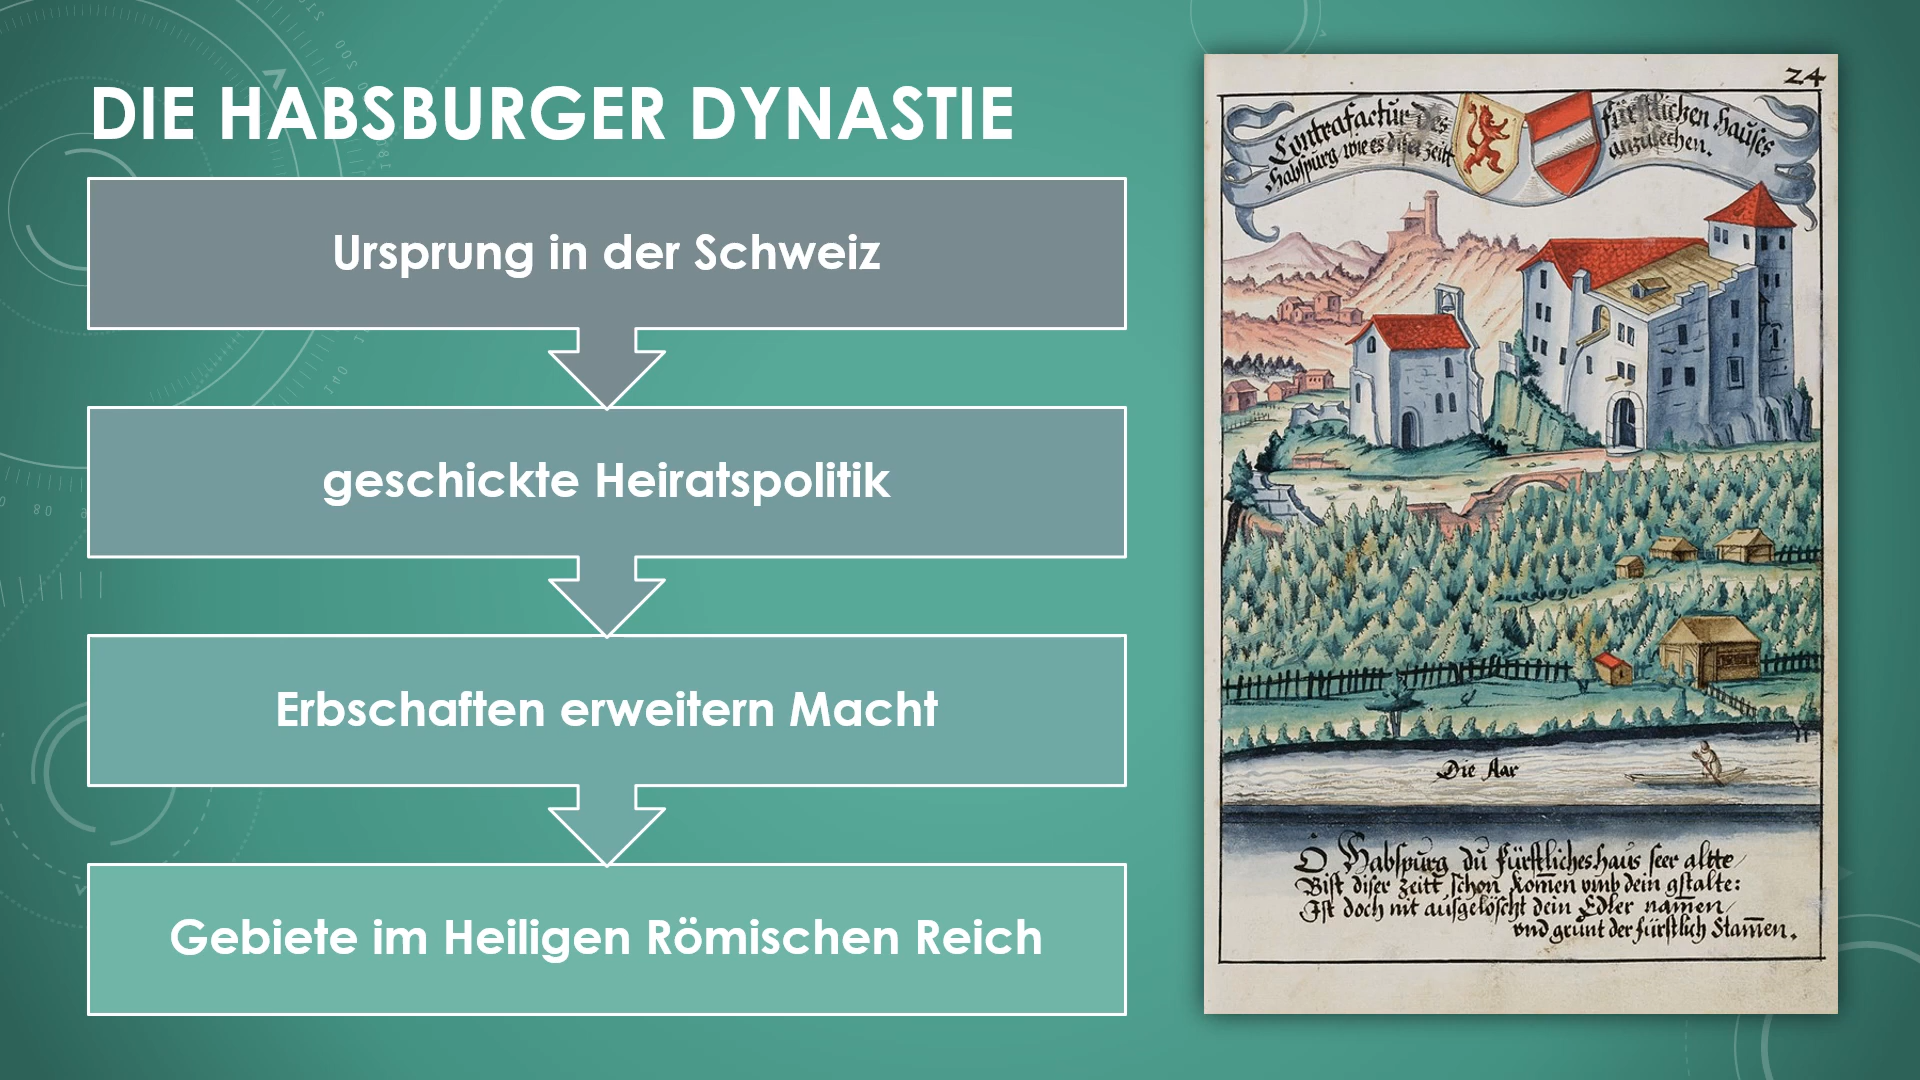 DIE HABSBURGER DYNASTIE
Ursprung in der Schweiz
geschickte Heiratspolitik
Erbschaften erweitern Macht
Gebiete im Heiligen Römischen Reich
24
Contrafactur des
Habspurg wie es diser zeitt
fürstlichen Hauses
anzusechen.
Die Aar
O Habspurg du fürstliches Haus seer altte /
Bist diser zeitt schon komen vmb dein gstalte:
Ist doch nit ausgelöscht dein Edler namen /
vnd grunt der fürstlich Stamen.